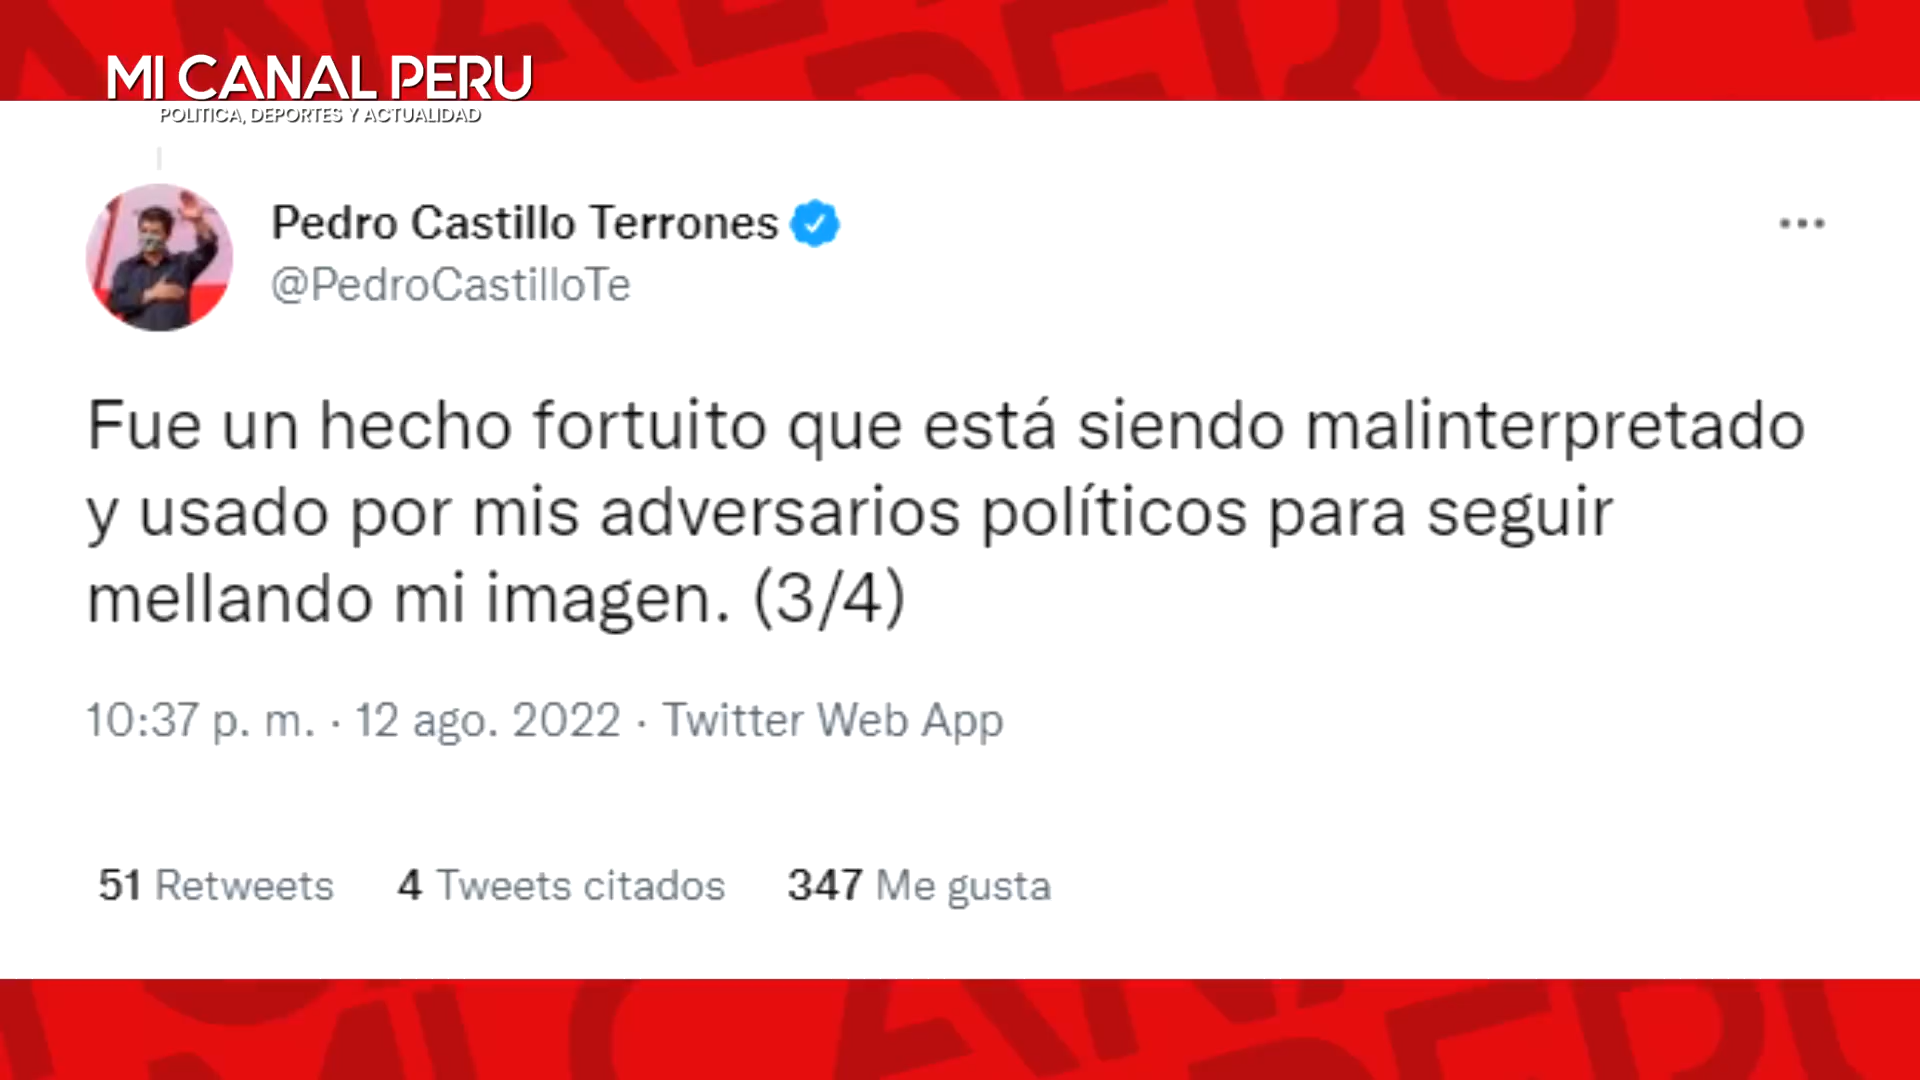 MI CANAL PERU
POLITICA, DEPORTES Y ACTUALIDAD
Pedro Castillo Terrones
@PedroCastilloTe
Fue un hecho fortuito que está siendo malinterpretado
y usado por mis adversarios políticos para seguir
mellando mi imagen. (3/4)
10:37 p. m. · 12 ago. 2022 · Twitter Web App
51 Retweets 4 Tweets citados 347 Me gusta